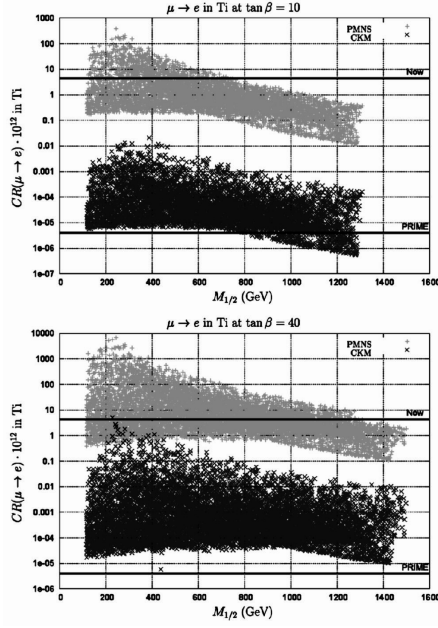 μ → e in Ti at tan β = 10
PMNS +
CKM ×
Now
PRIME
CR(μ → e) · 10^12 in Ti
1000
100
10
1
0.1
0.01
0.001
1e-04
1e-05
1e-06
1e-07
0 200 400 600 800 1000 1200 1400 1600
M_{1/2} (GeV)
μ → e in Ti at tan β = 40
PMNS +
CKM ×
Now
PRIME
CR(μ → e) · 10^12 in Ti
10000
1000
100
10
1
0.1
0.01
0.001
1e-04
1e-05
1e-06
0 200 400 600 800 1000 1200 1400 1600
M_{1/2} (GeV)